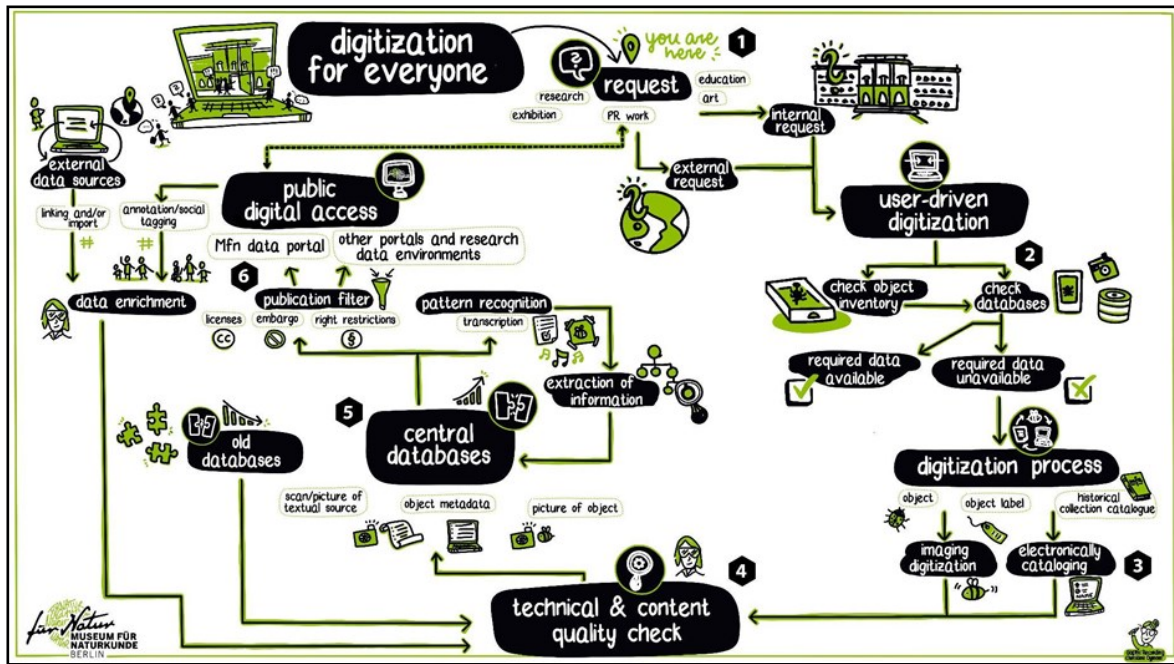 digitization
for everyone
you are
here
1
request
research
exhibition
PR work
education
art
internal
request
external
request
external
data sources
linking and/or
import
#
annotation/social
tagging
#
public
digital access
Mfn data portal
other portals and research
data environments
user-driven
digitization
2
check object
inventory
check
databases
required data
available
required data
unavailable
digitization process
object
object label
historical
collection catalogue
imaging
digitization
electronically
cataloging
3
4
technical & content
quality check
scan/picture of
textual source
object metadata
picture of object
5
central
databases
old
databases
pattern recognition
transcription
extraction of
information
6
publication filter
licenses
embargo
right restrictions
CC
§
data enrichment
für Natur
MUSEUM FÜR
NATURKUNDE
BERLIN